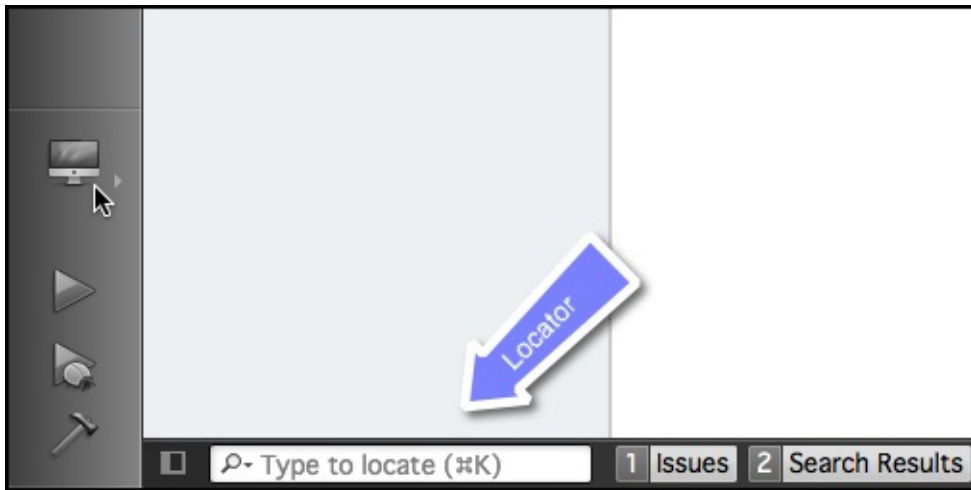 Locator
Type to locate (⌘K) 1 Issues 2 Search Results